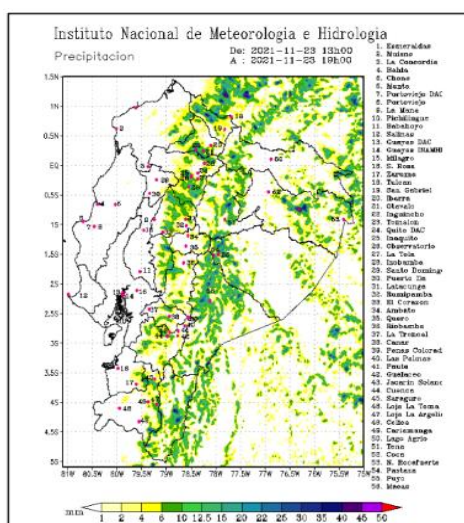 Instituto Nacional de Meteorologia e Hidrologia
Precipitacion
De: 2021-11-23 13h00
A : 2021-11-23 19h00
1. Esmeraldas
2. Muisne
3. La Concordia
4. Bahia
5. Chone
6. Manta
7. Portoviejo DAC
8. Portoviejo
9. La Mana
10. Pichilingue
11. Babahoyo
12. Salinas
13. Guayas DAC
14. Guayas INAMHI
15. Milagro
16. S. Rosa
17. Zaruma
18. Tulcan
19. San Gabriel
20. Ibarra
21. Otavalo
22. Inguincho
23. Tomalon
24. Quito DAC
25. Inaquito
26. Observatorio
27. La Tola
28. Izobamba
29. Santo Doming
30. Puerto Ila
31. Latacunga
32. Rumipamba
33. El Corazon
34. Ambato
35. Quero
36. Riobamba
37. La Troncal
38. Canar
39. Penas Colorad
40. Las Palmas
41. Pauta
42. Gualaceo
43. Jacarin Solano
44. Cuenca
45. Saraguro
46. Loja La Toma
47. Loja La Argelia
48. Celica
49. Cariamanga
50. Lago Agrio
51. Tena
52. Coca
53. N. Rocafuerte
54. Pastaza
55. Puyo
56. Macas
1.5N
1N
0.5N
0.5S
1S
1.5S
2S
2.5S
3S
3.5S
4S
4.5S
5S
81W 80.5W 80W 79.5W 79W 78.5W 78W 77.5W 77W 76.5W 76W 75.5W 75W
mm
1 2 4 6 10 12 16 20 25 30 35 40 45 50